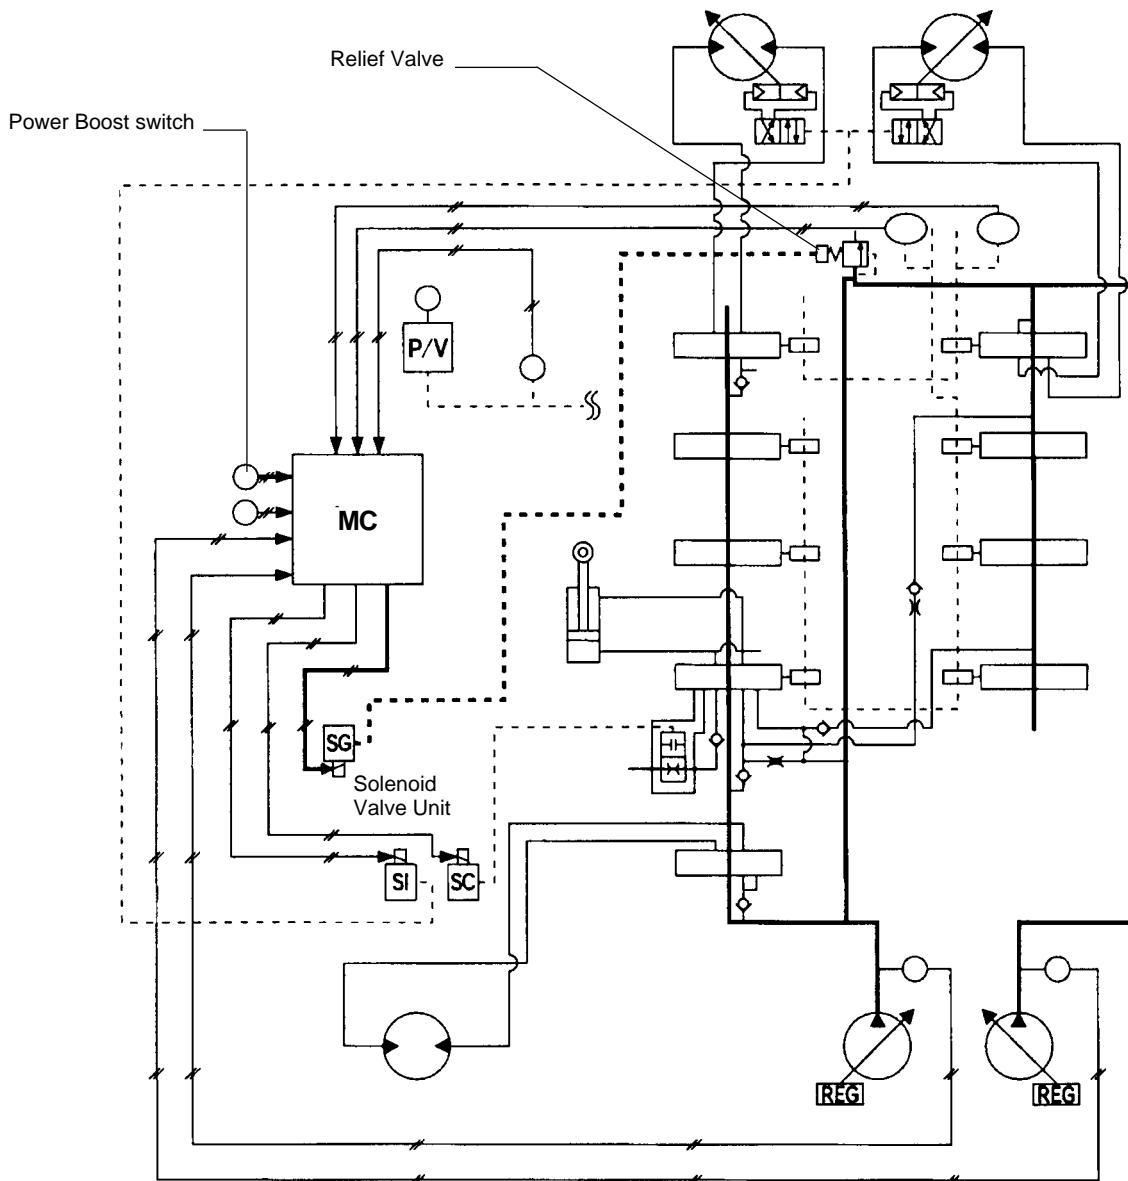 Relief Valve
Power Boost switch
P/V
MC
SG
Solenoid
Valve Unit
SI
SC
REG
REG